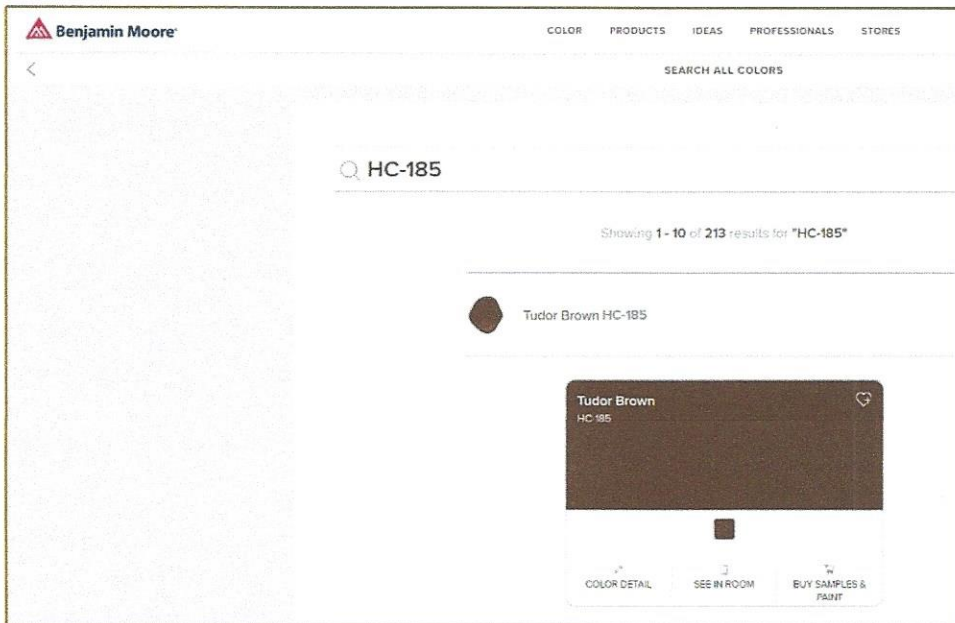 Benjamin Moore®
COLOR PRODUCTS IDEAS PROFESSIONALS STORES
SEARCH ALL COLORS
HC-185
Showing 1 - 10 of 213 results for "HC-185"
Tudor Brown HC-185
Tudor Brown
HC-185
COLOR DETAIL
SEE IN ROOM
BUY SAMPLES &
PAINT